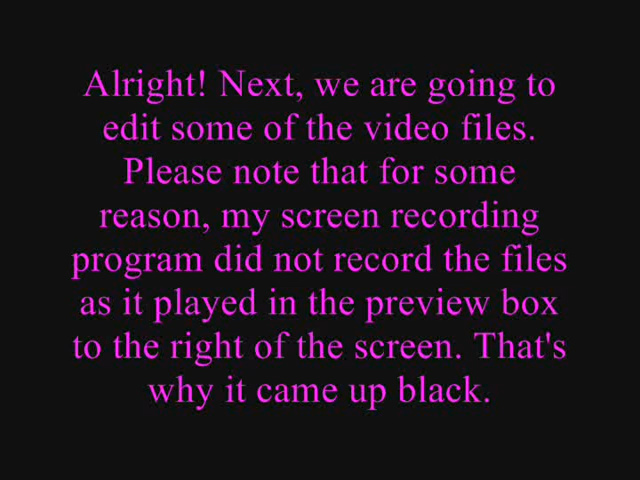 Alright! Next, we are going to
edit some of the video files.
Please note that for some
reason, my screen recording
program did not record the files
as it played in the preview box
to the right of the screen. That's
why it came up black.